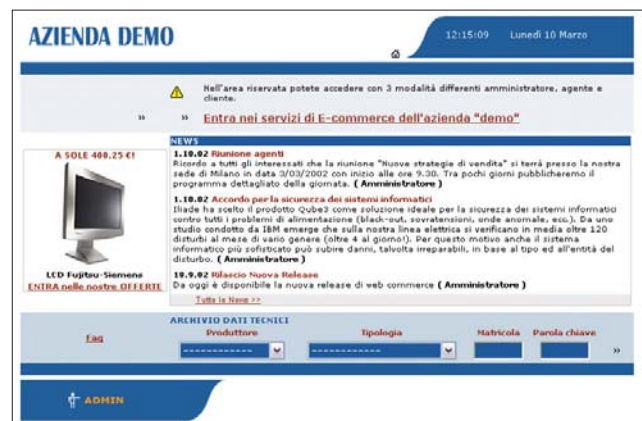 AZIENDA DEMO
12:15:09 Lunedì 10 Marzo
Nell'area riservata potete accedere con 3 modalità differenti amministratore, agente e
cliente.
» » Entra nei servizi di E-commerce dell'azienda "demo"
A SOLE 400.25 €!
LCD Fujitsu-Siemens
ENTRA nelle nostre OFFERTE
NEWS
1.10.02 Riunione agenti
Ricordo a tutti gli interessati che la riunione "Nuove strategie di vendita" si terrà presso la nostra
sede di Milano in data 3/03/2002 con inizio alle ore 9.30. Tra pochi giorni pubblicheremo il
programma dettagliato della giornata. ( Amministratore )
1.10.02 Accordo per la sicurezza dei sistemi informatici
Iliade ha scelto il prodotto Qube3 come soluzione ideale per la sicurezza dei sistemi informatici
contro tutti i problemi di alimentazione (black-out, sovratensioni, onde anomale, ecc.). Da uno
studio condotto da IBM emerge che sulla nostra linea elettrica si verificano in media oltre 120
disturbi al mese di vario genere (oltre 4 al giorno!). Per questo motivo anche il sistema
informatico più sofisticato può subire danni, talvolta irreparabili, in base al tipo ed all'entità del
disturbo. ( Amministratore )
10.9.02 Rilascio Nuova Release
Da oggi è disponibile la nuova release di web commerce ( Amministratore )
Tutte le News >>
ARCHIVIO DATI TECNICI
Faq
Produttore Tipologia Matricola Parola chiave
------------ ------------ »
ADMIN